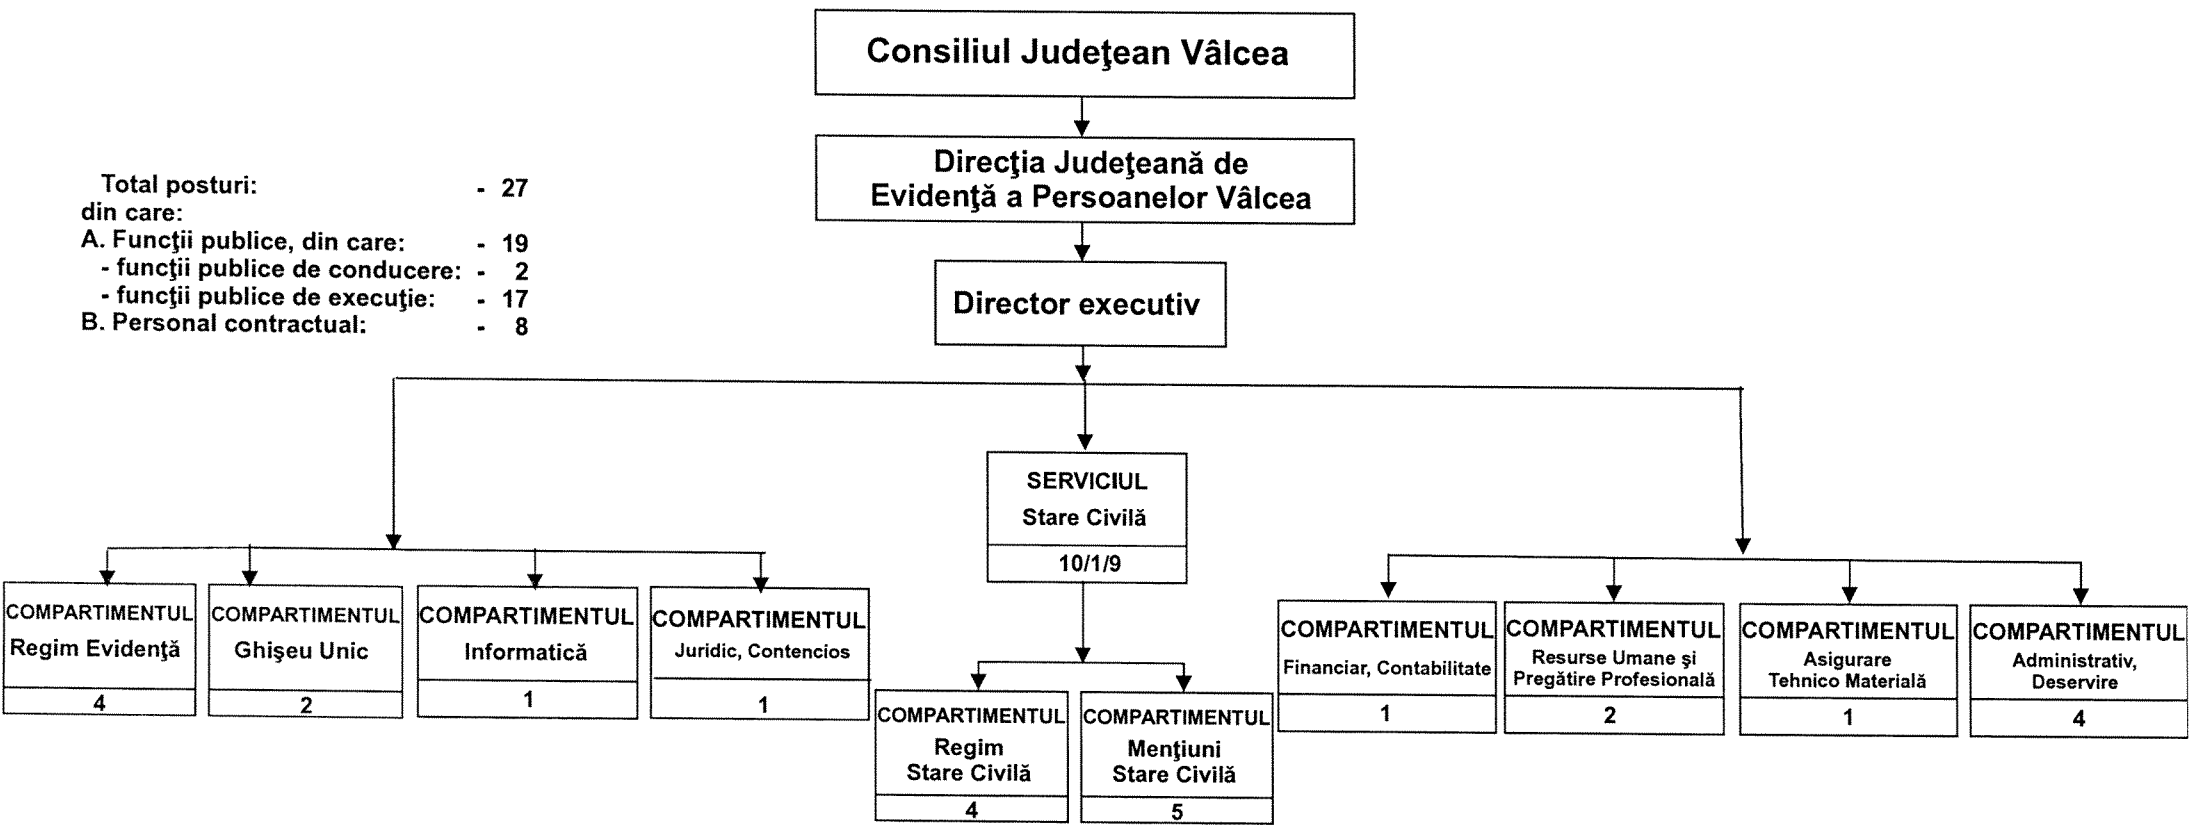 Consiliul Judeţean Vâlcea
Direcţia Judeţeană de
Evidenţă a Persoanelor Vâlcea
Total posturi: - 27
din care:
A. Funcţii publice, din care: - 19
- funcţii publice de conducere: - 2
- funcţii publice de execuţie: - 17
B. Personal contractual: - 8
Director executiv
SERVICIUL
Stare Civilă
10/1/9
COMPARTIMENTUL
Regim Evidenţă
4
COMPARTIMENTUL
Ghişeu Unic
2
COMPARTIMENTUL
Informatică
1
COMPARTIMENTUL
Juridic, Contencios
1
COMPARTIMENTUL
Regim
Stare Civilă
4
COMPARTIMENTUL
Menţiuni
Stare Civilă
5
COMPARTIMENTUL
Financiar, Contabilitate
1
COMPARTIMENTUL
Resurse Umane şi
Pregătire Profesională
2
COMPARTIMENTUL
Asigurare
Tehnico Materială
1
COMPARTIMENTUL
Administrativ,
Deservire
4